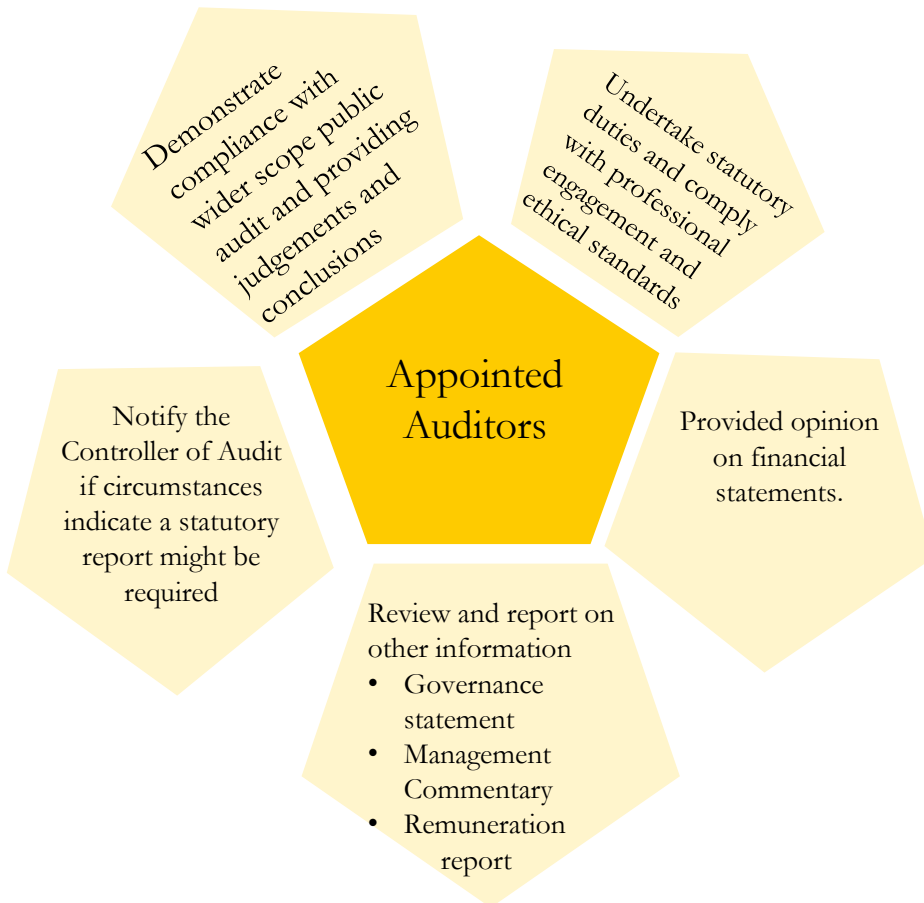 Demonstrate
compliance with
wider scope public
audit and providing
judgements and
conclusions
Undertake statutory
duties and comply
with professional
engagement and
ethical standards
Appointed
Auditors
Notify the
Controller of Audit
if circumstances
indicate a statutory
report might be
required
Provided opinion
on financial
statements.
Review and report on
other information
• Governance
statement
• Management
Commentary
• Remuneration
report